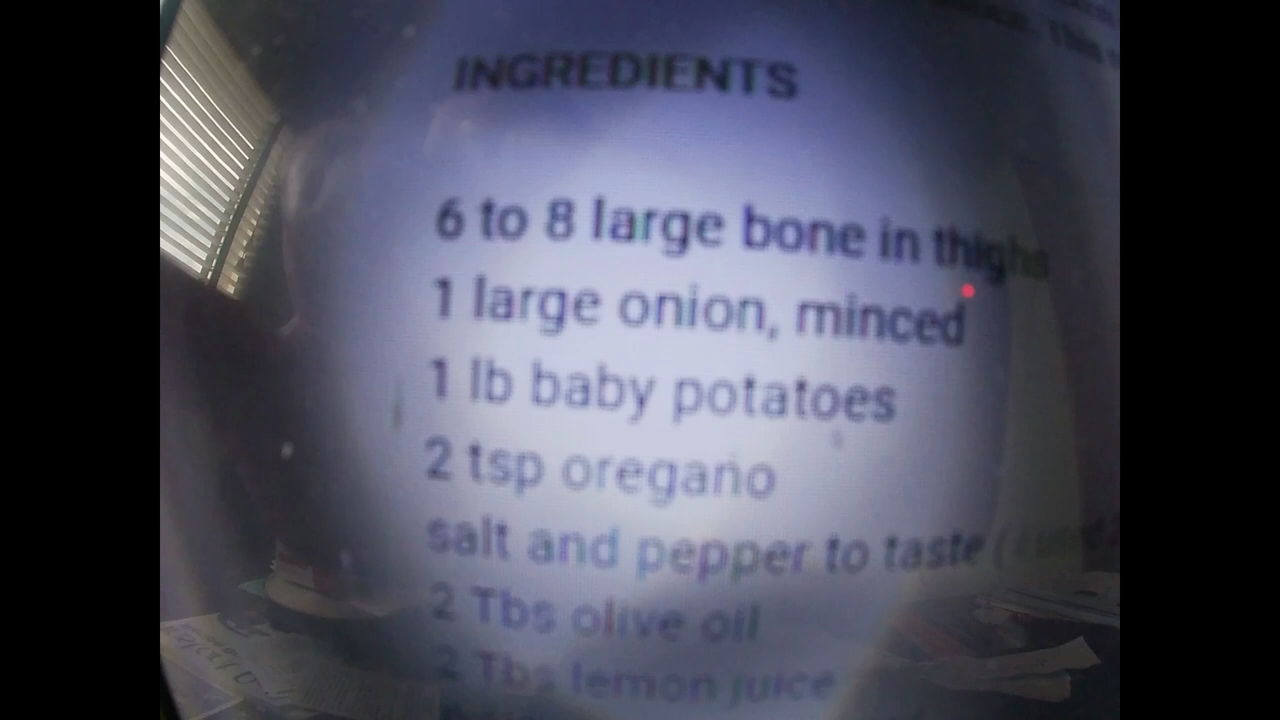 INGREDIENTS
6 to 8 large bone in thighs
1 large onion, minced
1 lb baby potatoes
2 tsp oregano
salt and pepper to taste (
2 Tbs olive oil
2 Tbs lemon juice